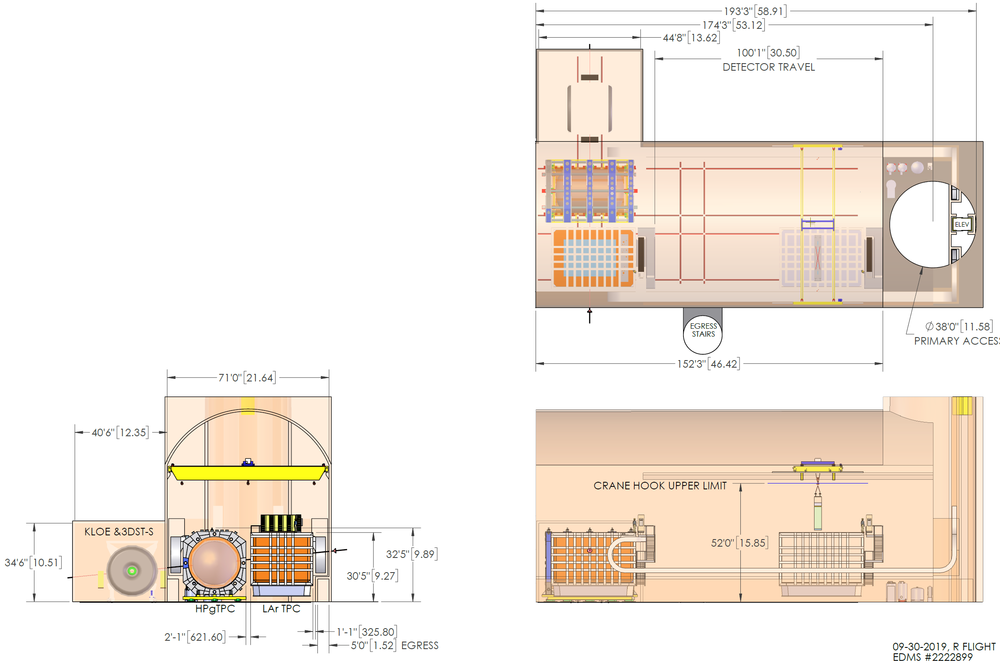 193'3"[58.91]
174'3"[53.12]
44'8"[13.62]
100'1"[30.50]
DETECTOR TRAVEL
ELEV
EGRESS
STAIRS
Ø38'0"[11.58]
PRIMARY ACCESS
152'3"[46.42]
71'0"[21.64]
40'6"[12.35]
KLOE &3DST-S
34'6"[10.51]
32'5"[9.89]
30'5"[9.27]
HPgTPC
LAr TPC
2'-1"[621.60]
1'-1"[325.80]
5'0"[1.52] EGRESS
CRANE HOOK UPPER LIMIT
52'0"[15.85]
09-30-2019, R FLIGHT
EDMS #2222899